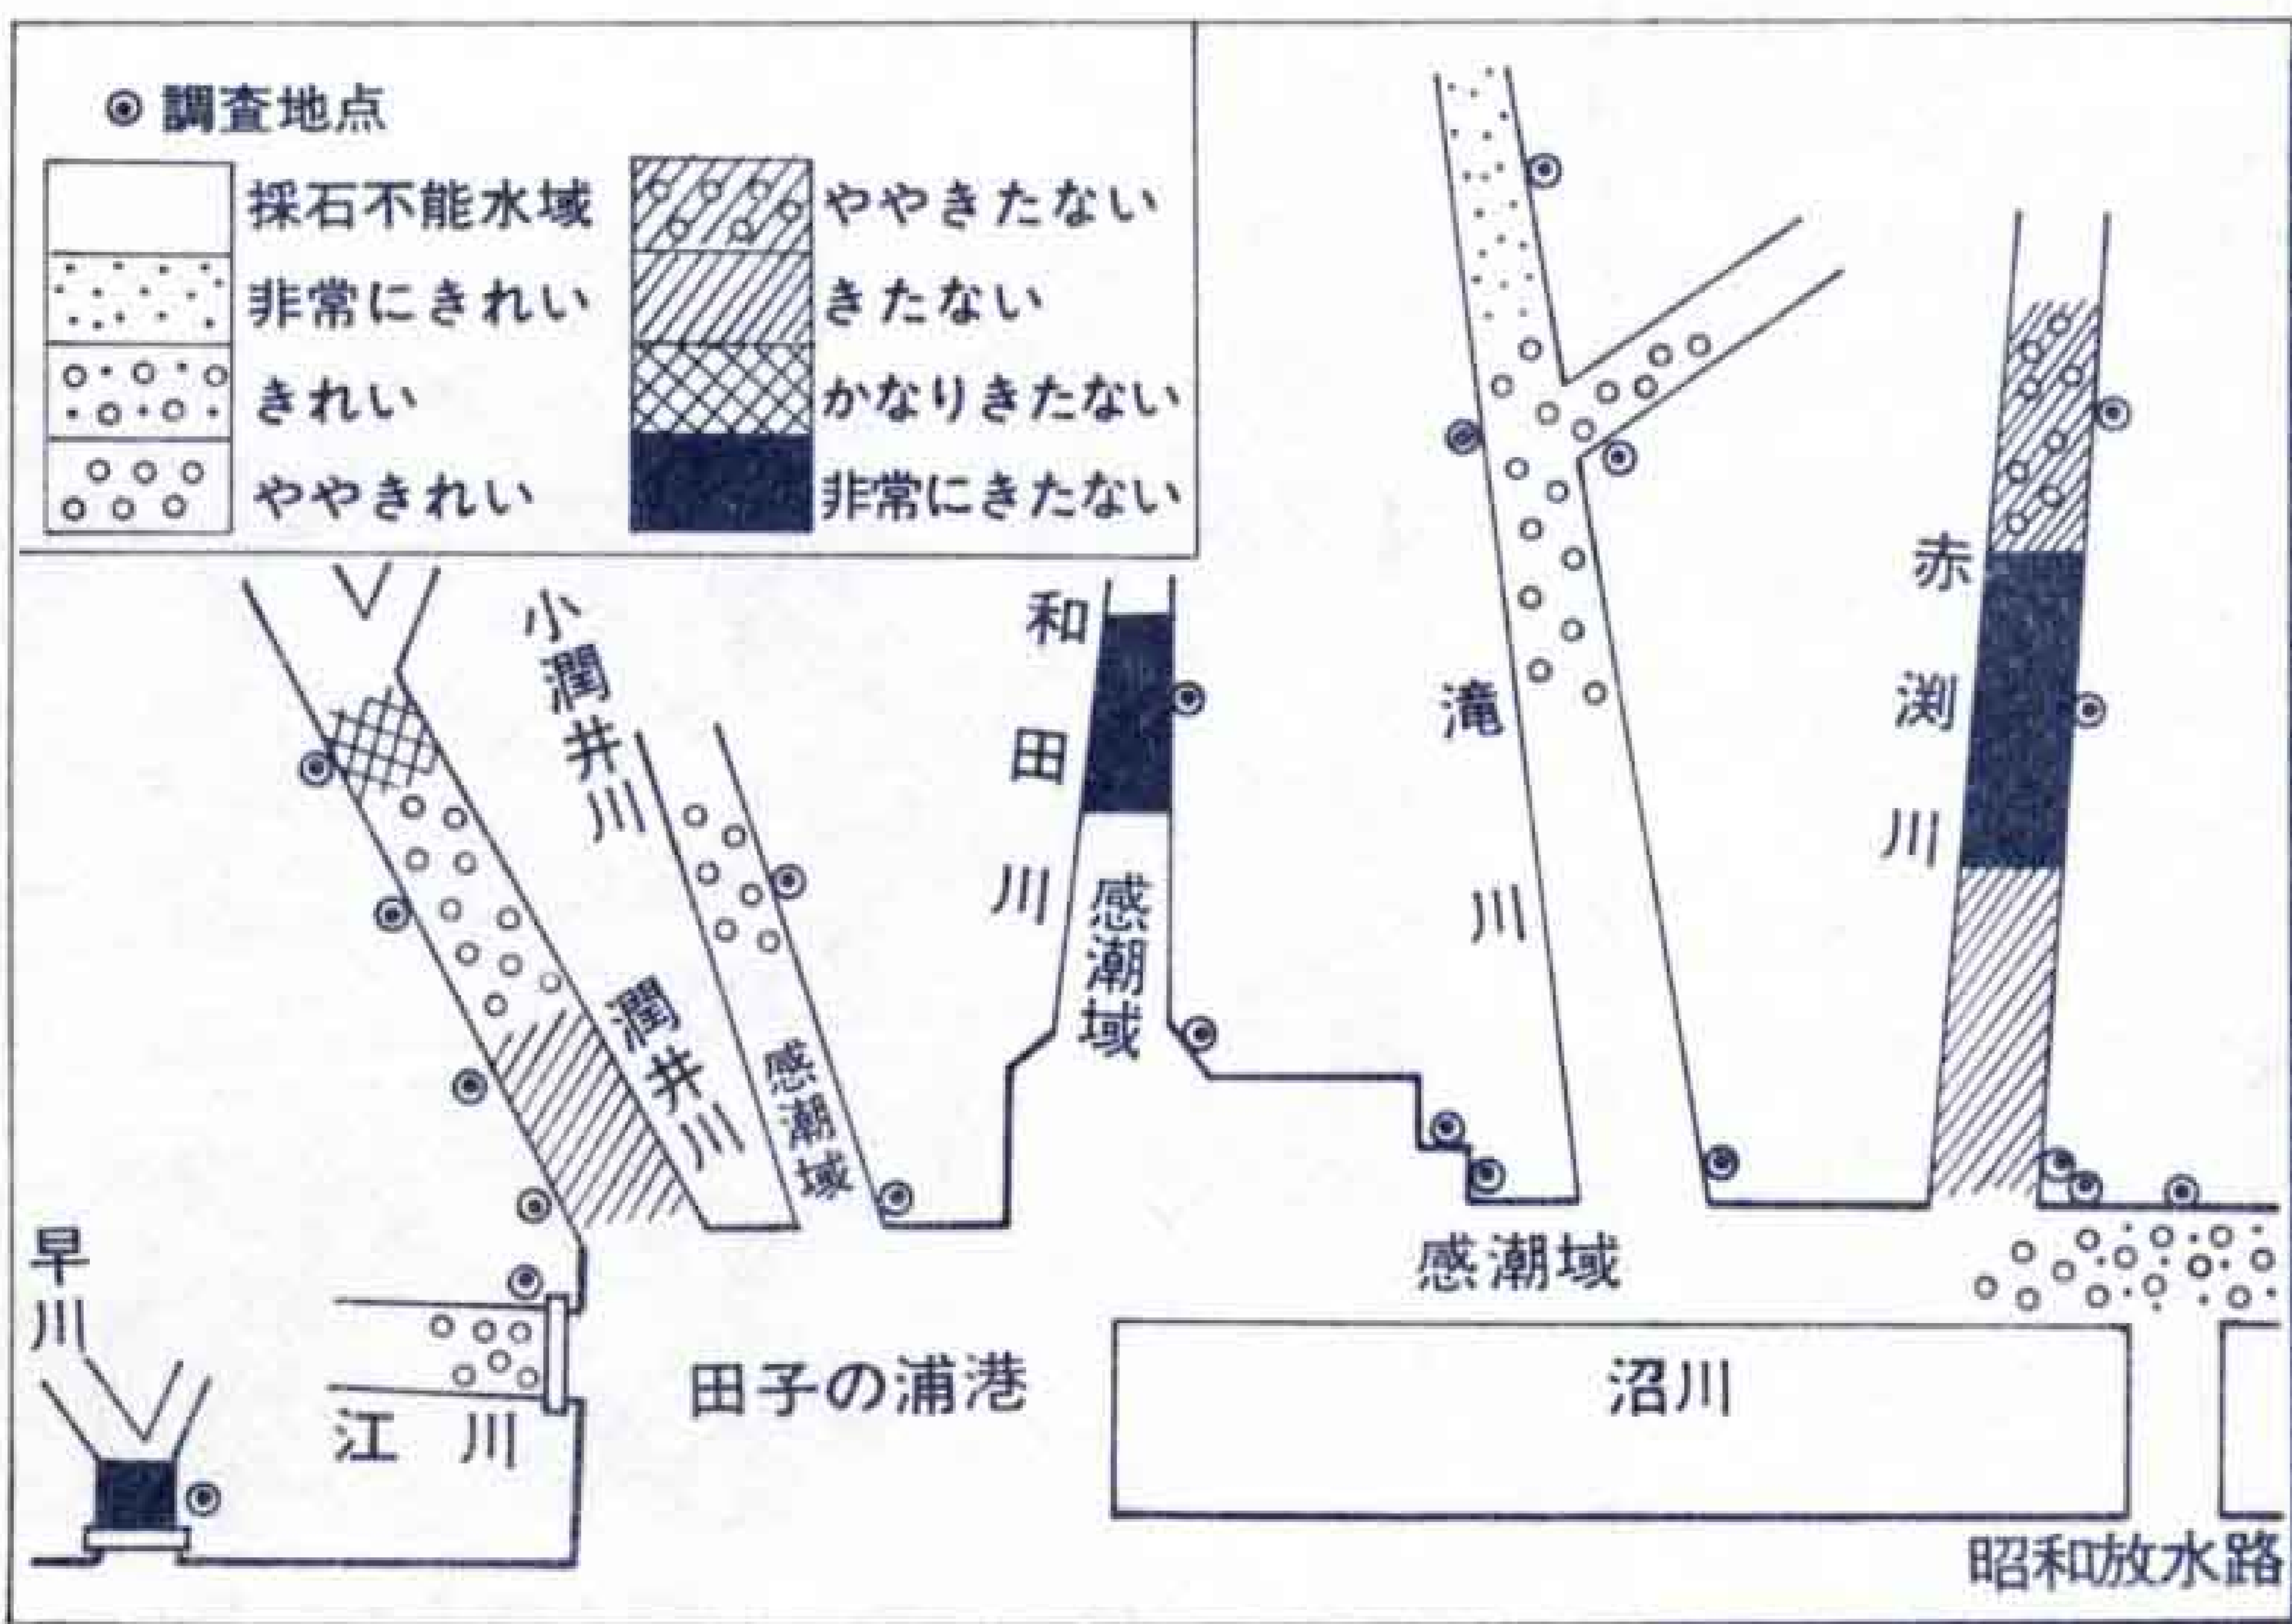 ◎ 調査地点
採石不能水域
非常にきれい
きれい
ややきれい
ややきたない
きたない
かなりきたない
非常にきたない
小潤井川
潤井川
感潮域
和田川
感潮域
滝川
赤渕川
早川
江川
田子の浦港
感潮域
沼川
昭和放水路